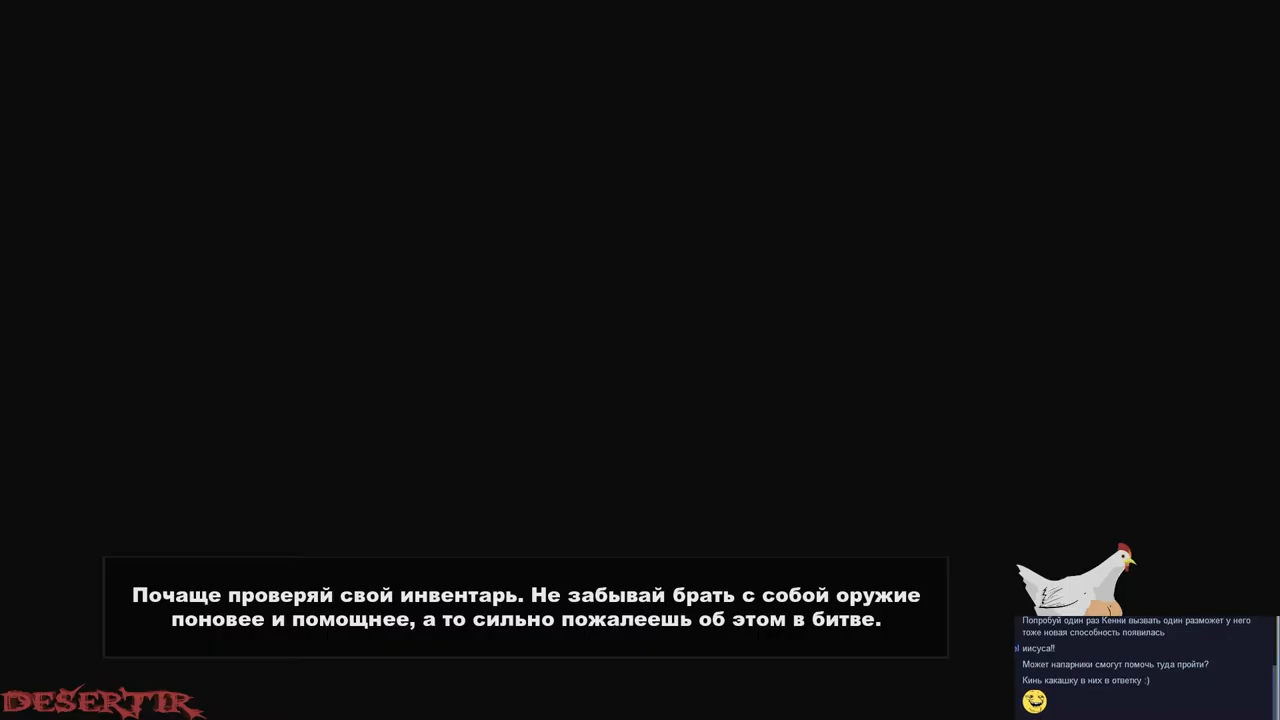 Почаще проверяй свой инвентарь. Не забывай брать с собой оружие
поновее и помощнее, а то сильно пожалеешь об этом в битве.
Попробуй один раз Кенни вызвать один разможет у него
тоже новая способность появилась
иисуса!!
Может напарники смогут помочь туда пройти?
Кинь какашку в них в ответку :)
DESERTIR